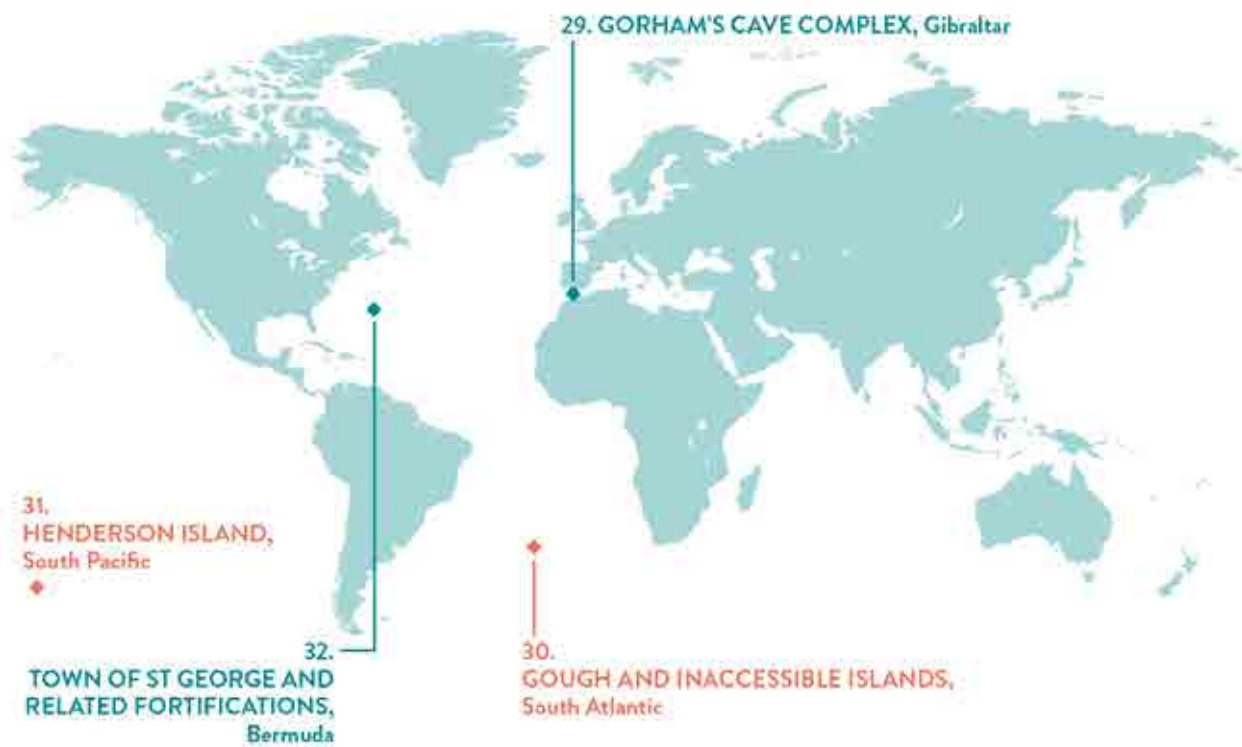 29. GORHAM'S CAVE COMPLEX, Gibraltar
31.
HENDERSON ISLAND,
South Pacific
32.
TOWN OF ST GEORGE AND
RELATED FORTIFICATIONS,
Bermuda
30.
GOUGH AND INACCESSIBLE ISLANDS,
South Atlantic